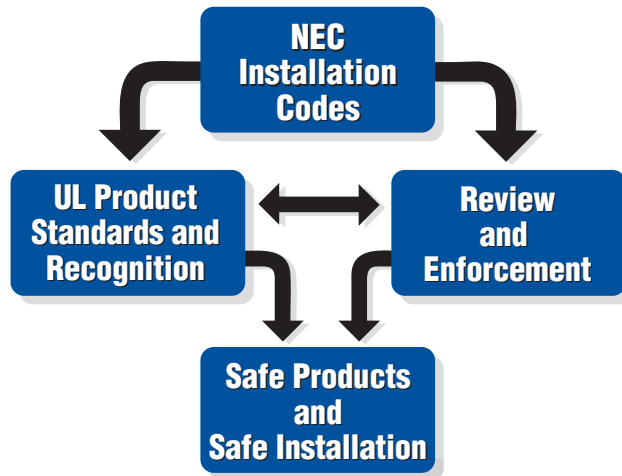 NEC
Installation
Codes
UL Product
Standards and
Recognition
Review
and
Enforcement
Safe Products
and
Safe Installation